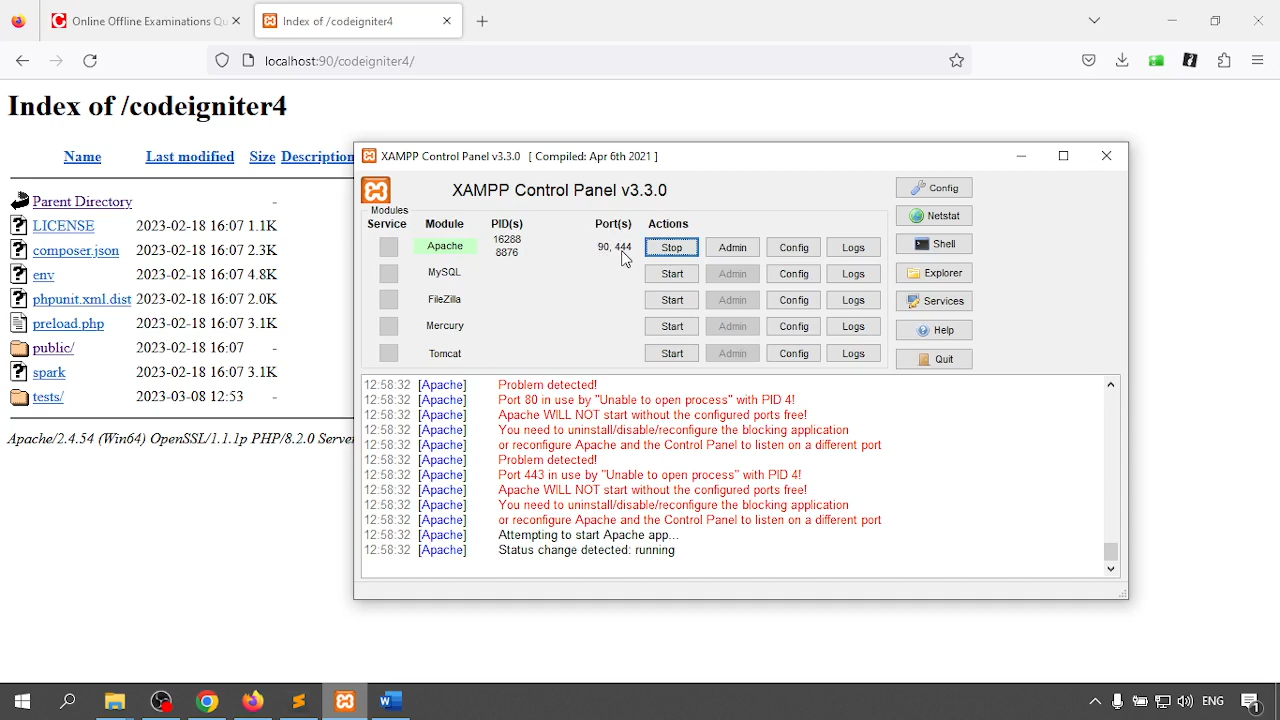 Online Offline Examinations Qu
Index of /codeigniter4
localhost:90/codeigniter4/
Index of /codeigniter4
Name Last modified Size Description
Parent Directory -
LICENSE 2023-02-18 16:07 1.1K
composer.json 2023-02-18 16:07 2.3K
env 2023-02-18 16:07 4.8K
phpunit.xml.dist 2023-02-18 16:07 2.0K
preload.php 2023-02-18 16:07 3.1K
public/ 2023-02-18 16:07 -
spark 2023-02-18 16:07 3.1K
tests/ 2023-03-08 12:53 -
Apache/2.4.54 (Win64) OpenSSL/1.1.1p PHP/8.2.0 Server
XAMPP Control Panel v3.3.0 [ Compiled: Apr 6th 2021 ]
XAMPP Control Panel v3.3.0
Modules
Service Module PID(s) Port(s) Actions
Apache 16288 8876 90, 444 Stop Admin Config Logs
MySQL Start Admin Config Logs
FileZilla Start Admin Config Logs
Mercury Start Admin Config Logs
Tomcat Start Admin Config Logs
Config
Netstat
Shell
Explorer
Services
Help
Quit
12:58:32 [Apache] Problem detected!
12:58:32 [Apache] Port 80 in use by "Unable to open process" with PID 4!
12:58:32 [Apache] Apache WILL NOT start without the configured ports free!
12:58:32 [Apache] You need to uninstall/disable/reconfigure the blocking application
12:58:32 [Apache] or reconfigure Apache and the Control Panel to listen on a different port
12:58:32 [Apache] Problem detected!
12:58:32 [Apache] Port 443 in use by "Unable to open process" with PID 4!
12:58:32 [Apache] Apache WILL NOT start without the configured ports free!
12:58:32 [Apache] You need to uninstall/disable/reconfigure the blocking application
12:58:32 [Apache] or reconfigure Apache and the Control Panel to listen on a different port
12:58:32 [Apache] Attempting to start Apache app...
12:58:32 [Apache] Status change detected: running
ENG
1